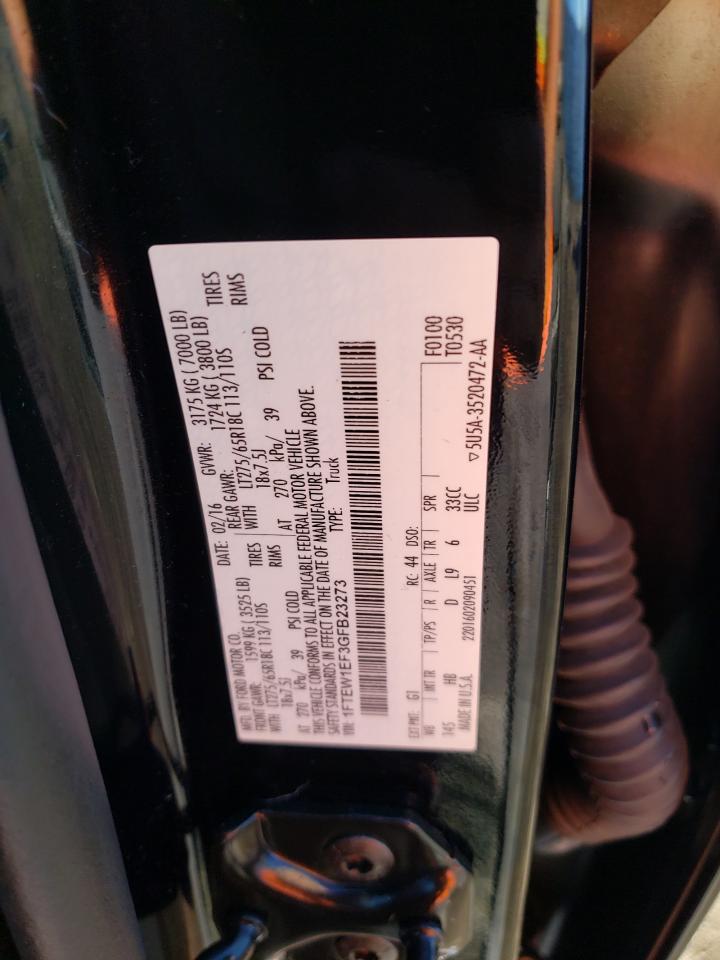 MFD. BY FORD MOTOR CO. DATE: 02/16 GVWR: 3175 KG ( 7000 LB)
FRONT GAWR: 1599 KG ( 3525 LB) REAR GAWR: 1724 KG ( 3800 LB)
WITH LT275/65R18C 113/110S TIRES WITH LT275/65R18C 113/110S TIRES
18x7.5J RIMS 18x7.5J RIMS
AT 270 kPa/ 39 PSI COLD AT 270 kPa/ 39 PSI COLD
THIS VEHICLE CONFORMS TO ALL APPLICABLE FEDERAL MOTOR VEHICLE
SAFETY STANDARDS IN EFFECT ON THE DATE OF MANUFACTURE SHOWN ABOVE.
VIN: 1FTEW1EF3GFB23273 TYPE: Truck
EXT PNT: G1 RC: 44 DSO: F0100
WB INT TR TP/PS R AXLE TR SPR T0530
145 HB D L9 6 33CC
MADE IN U.S.A. 2201602090451 ULC ▽5U5A-3520472-AA